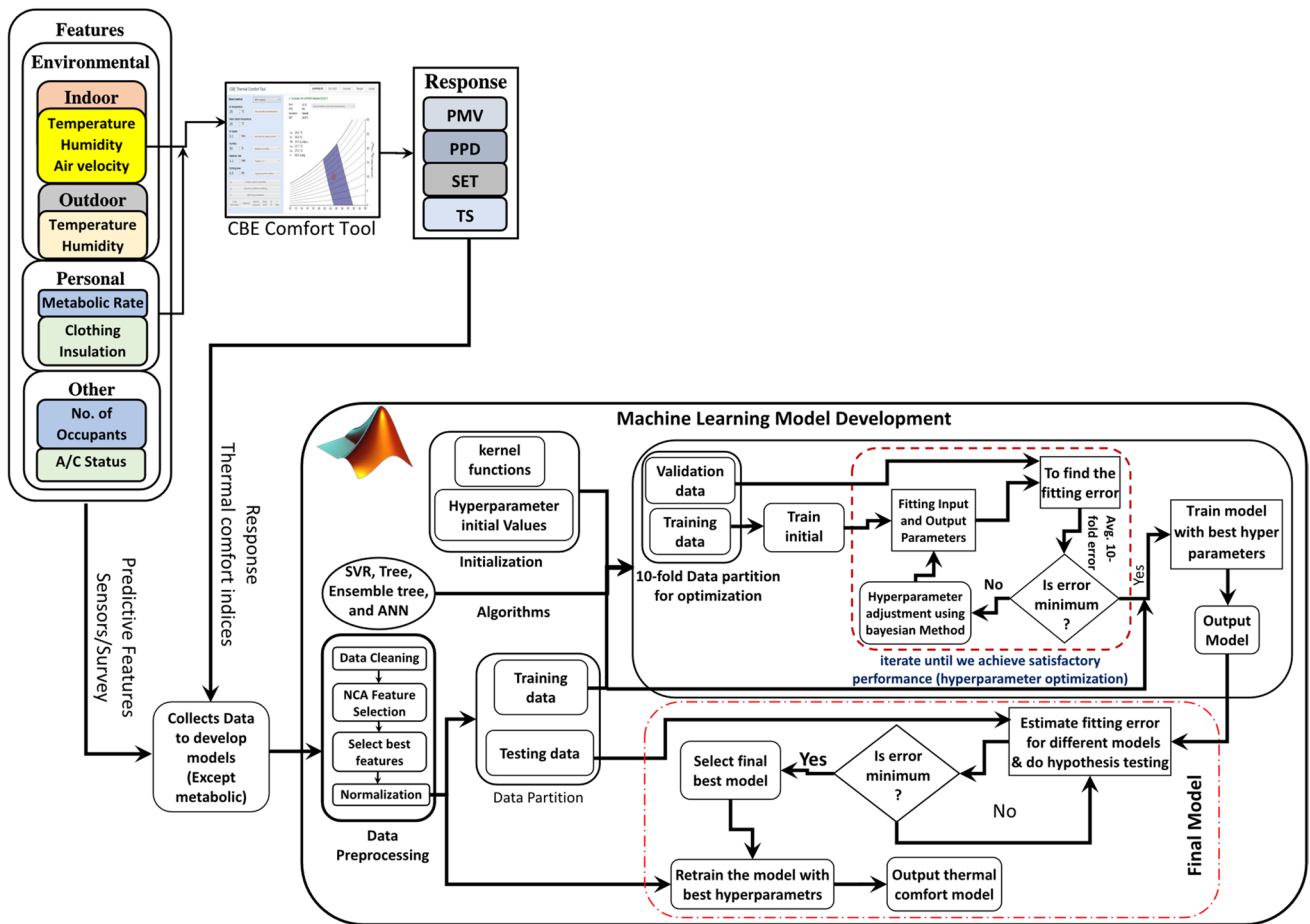 Features
Environmental
Indoor
Temperature
Humidity
Air velocity
Outdoor
Temperature
Humidity
Personal
Metabolic Rate
Clothing
Insulation
Other
No. of
Occupants
A/C Status
CBE Thermal Comfort Tool
CBE Comfort Tool
Response
PMV
PPD
SET
TS
Predictive Features
Sensors/Survey
Response
Thermal comfort indices
Collects Data
to develop
models
(Except
metabolic)
Machine Learning Model Development
kernel
functions
Hyperparameter
initial Values
Initialization
SVR, Tree,
Ensemble tree,
and ANN
Algorithms
Data Cleaning
NCA Feature
Selection
Select best
features
Normalization
Data
Preprocessing
Training
data
Testing data
Data Partition
Validation
data
Training
data
10-fold Data partition
for optimization
Train
initial
Fitting Input
and Output
Parameters
To find the
fitting error
Avg. 10-
fold error
Is error
minimum
?
No
Yes
Hyperparameter
adjustment using
bayesian Method
iterate until we achieve satisfactory
performance (hyperparameter optimization)
Train model
with best hyper
parameters
Output
Model
Estimate fitting error
for different models
& do hypothesis testing
Is error
minimum
?
Yes
No
Select final
best model
Retrain the model with
best hyperparametrs
Output thermal
comfort model
Final Model